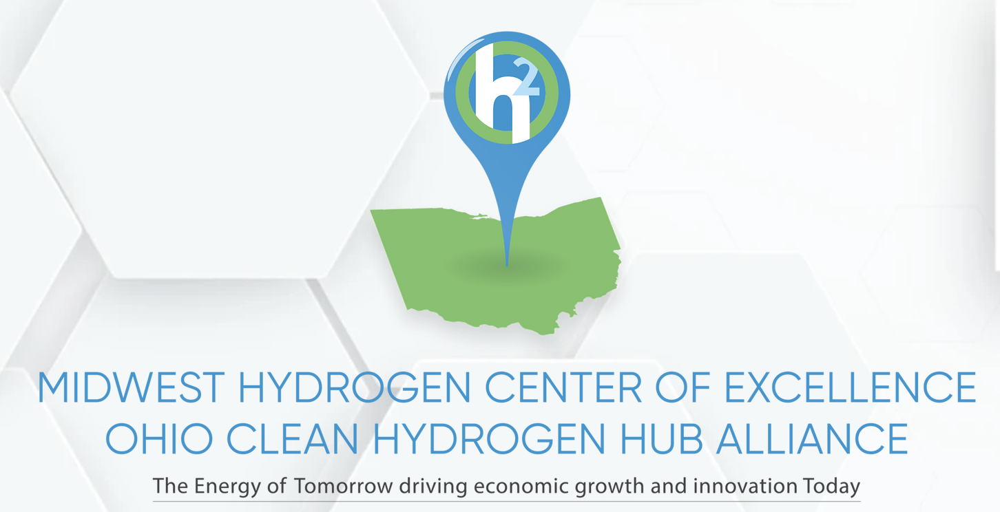 h2
MIDWEST HYDROGEN CENTER OF EXCELLENCE
OHIO CLEAN HYDROGEN HUB ALLIANCE
The Energy of Tomorrow driving economic growth and innovation Today